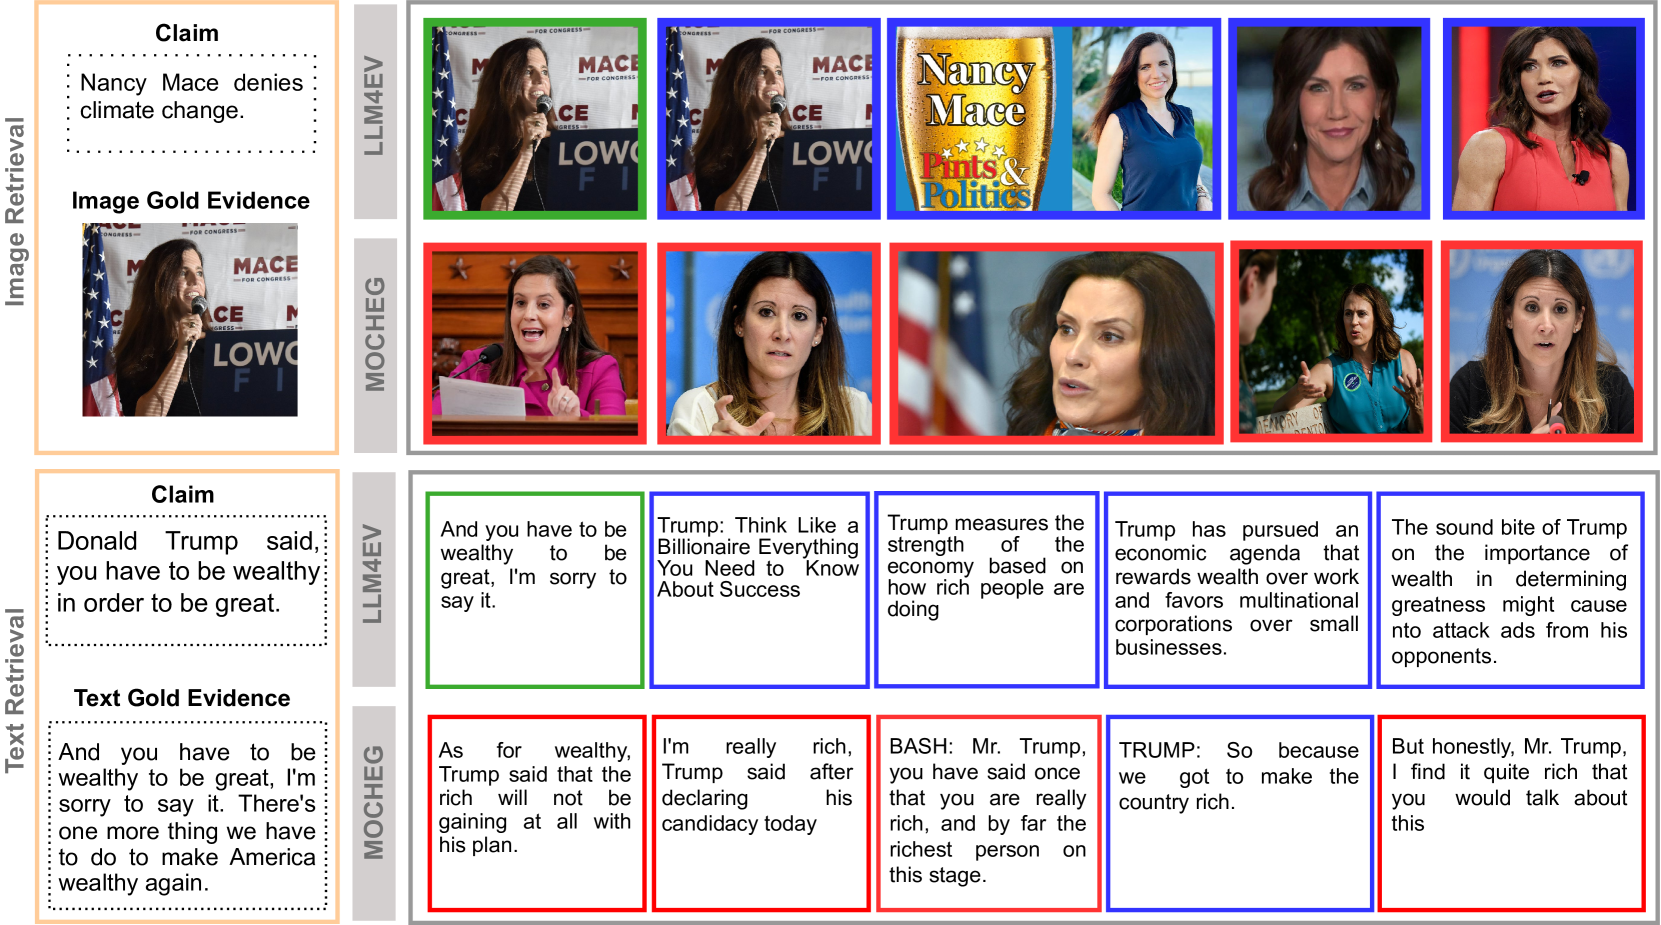 Image Retrieval
Claim
Nancy Mace denies
climate change.
Image Gold Evidence
ACE
MACE
FOR CONGRESS
LOWC
F I
LLM4EV
CONGRESS
-FOR CONGRESS-
MACE
FOR CONGRESS
LOWC
F I
CONGRESS
-FOR CONGRESS-
MACE
FOR CONGRESS
LOWC
F I
Nancy
Mace
Pints &
Politics
MOCHEG
MEMORY OF
Text Retrieval
Claim
Donald Trump said,
you have to be wealthy
in order to be great.
Text Gold Evidence
And you have to be
wealthy to be great, I'm
sorry to say it. There's
one more thing we have
to do to make America
wealthy again.
LLM4EV
And you have to be
wealthy to be
great, I'm sorry to
say it.
Trump: Think Like a
Billionaire Everything
You Need to Know
About Success
Trump measures the
strength of the
economy based on
how rich people are
doing
Trump has pursued an
economic agenda that
rewards wealth over work
and favors multinational
corporations over small
businesses.
The sound bite of Trump
on the importance of
wealth in determining
greatness might cause
nto attack ads from his
opponents.
MOCHEG
As for wealthy,
Trump said that the
rich will not be
gaining at all with
his plan.
I'm really rich,
Trump said after
declaring his
candidacy today
BASH: Mr. Trump,
you have said once
that you are really
rich, and by far the
richest person on
this stage.
TRUMP: So because
we got to make the
country rich.
But honestly, Mr. Trump,
I find it quite rich that
you would talk about
this